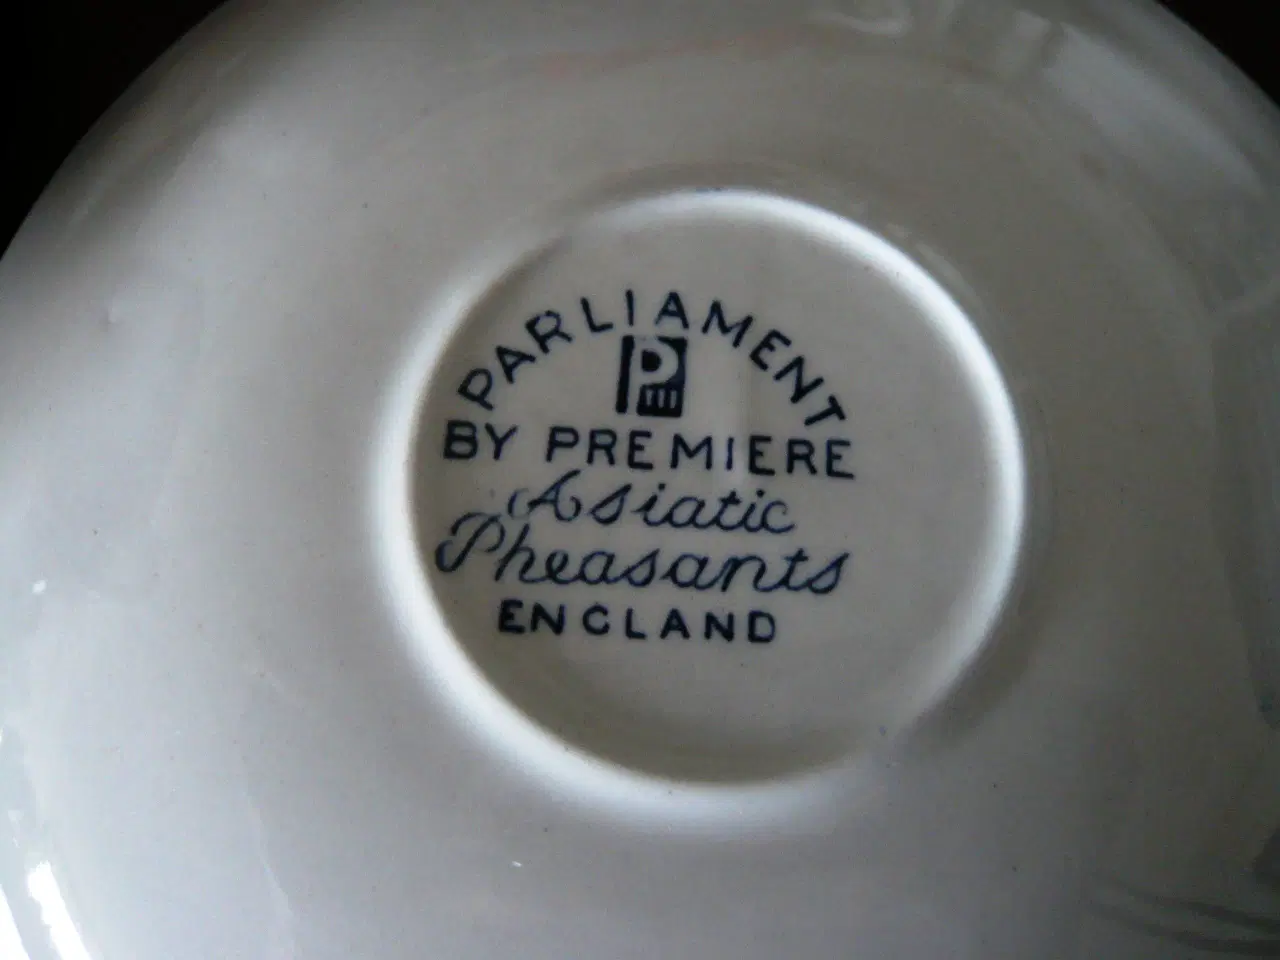 PARLIAMENT
P
BY PREMIERE
Asiatic
Pheasants
ENGLAND